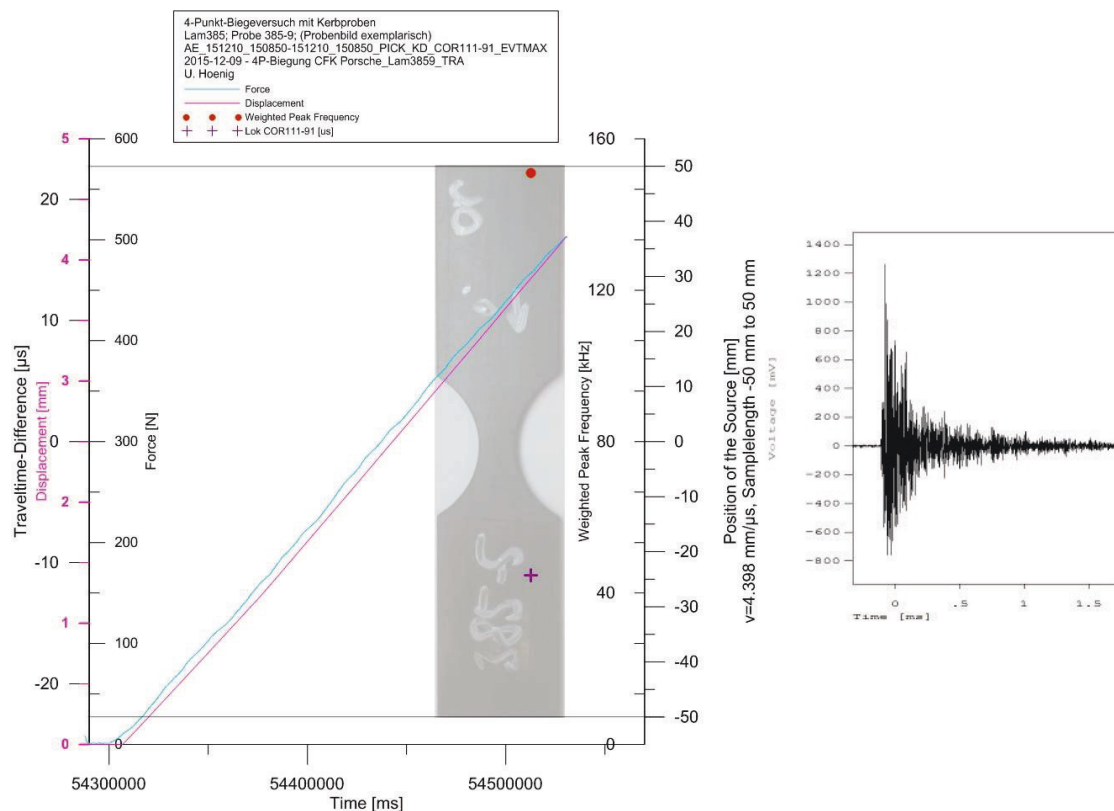 4-Punkt-Biegeversuch mit Kerbproben
Lam385; Probe 385-9; (Probenbild exemplarisch)
AE_151210_150850-151210_150850_PICK_KD_COR111-91_EVTMAX
2015-12-09 - 4P-Biegung CFK Porsche_Lam3859_TRA
U. Hoenig
Force
Displacement
Weighted Peak Frequency
Lok COR111-91 [us]
Traveltime-Difference [µs]
20
10
0
-10
-20
Displacement [mm]
5
4
3
2
1
0
Force [N]
600
500
400
300
200
100
0
or
385-5
Weighted Peak Frequency [kHz]
160
120
80
40
0
50
40
30
20
10
0
-10
-20
-30
-40
-50
Position of the Source [mm]
v=4.398 mm/µs, Samplelength -50 mm to 50 mm
54300000
54400000
54500000
Time [ms]
Voltage [mV]
1400
1200
1000
800
600
400
200
0
-200
-400
-600
-800
0
.5
1
1.5
Time [ms]